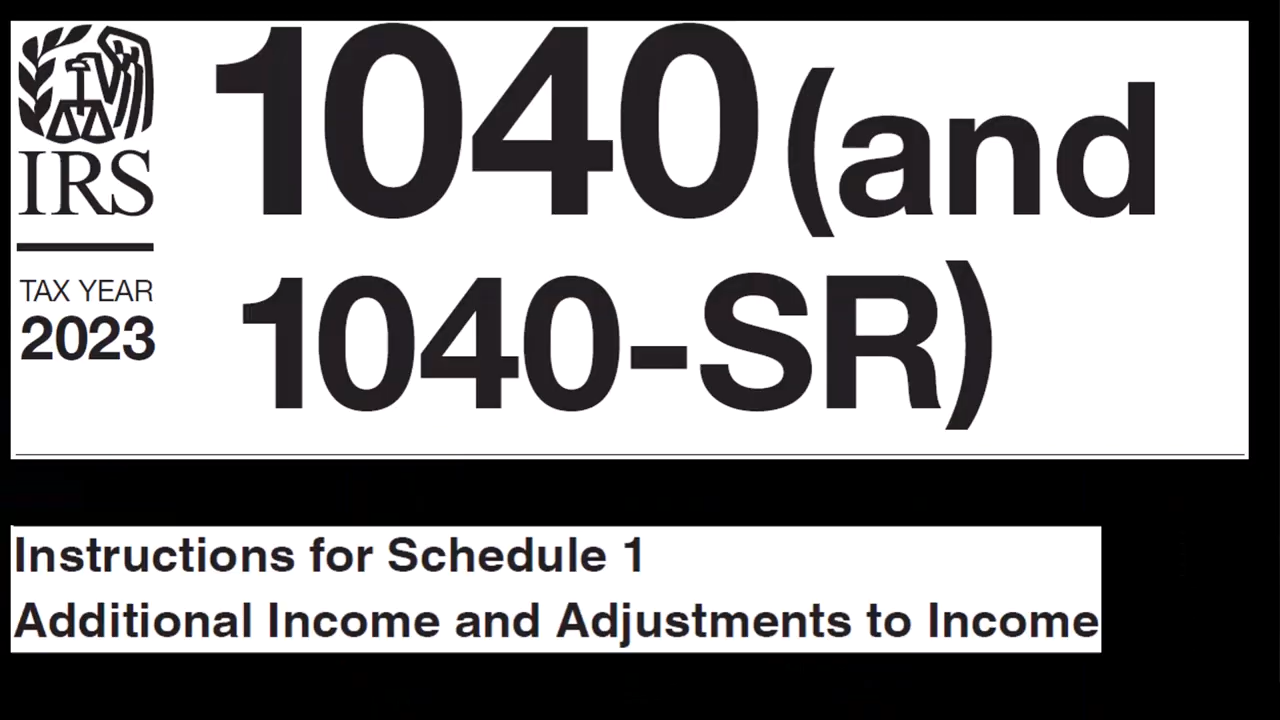 1040 (and
1040-SR)
IRS
TAX YEAR
2023
Instructions for Schedule 1
Additional Income and Adjustments to Income